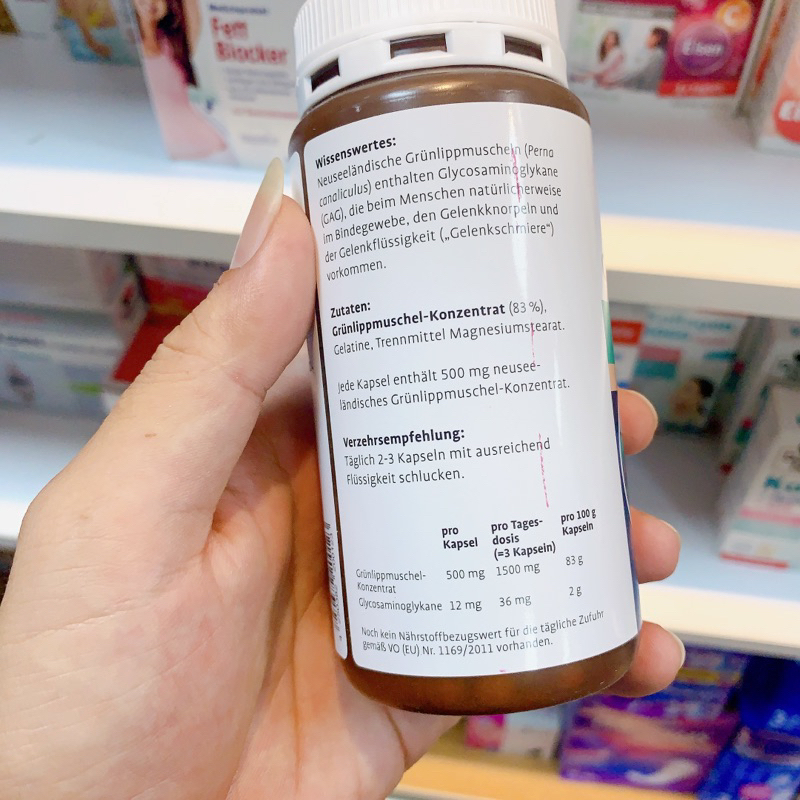 Fett
Blocker
Wissenswertes:
Neuseeländische Grünlippmuscheln (Perna
canaliculus) enthalten Glycosaminoglykane
(GAG), die beim Menschen natürlicherweise
im Bindegewebe, den Gelenkknorpeln und
der Gelenkflüssigkeit („Gelenkschmiere“)
vorkommen.
Zutaten:
Grünlippmuschel-Konzentrat (83 %),
Gelatine, Trennmittel Magnesiumstearat.
Jede Kapsel enthält 500 mg neusee-
ländisches Grünlippmuschel-Konzentrat.
Verzehrsempfehlung:
Täglich 2-3 Kapseln mit ausreichend
Flüssigkeit schlucken.
pro Kapsel pro Tages-dosis (=3 Kapseln) pro 100 g Kapseln
Grünlippmuschel-
Konzentrat 500 mg 1500 mg 83 g
Glycosaminoglykane 12 mg 36 mg 2 g
Noch kein Nährstoffbezugswert für die tägliche Zufuhr
gemäß VO (EU) Nr. 1169/2011 vorhanden.